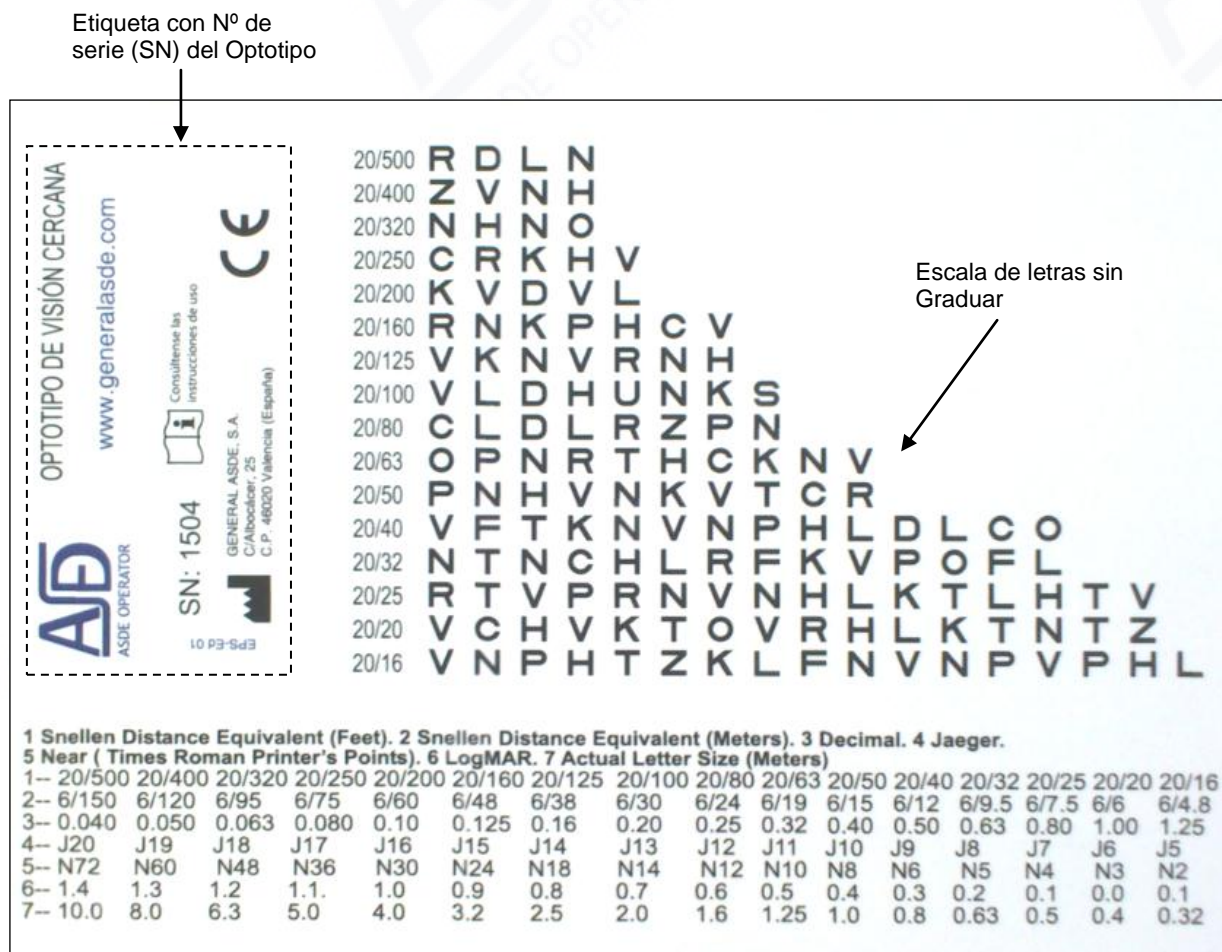 Etiqueta con Nº de
serie (SN) del Optotipo
OPTOTIPO DE VISIÓN CERCANA
www.generalasde.com
Consúltense las
instrucciones de uso
CE
ASDE OPERATOR
SN: 1504
GENERAL ASDE, S.A.
C/Albocácer, 25
C.P. 46020 Valencia (España)
EPS-Ed 01
Escala de letras sin
Graduar
20/500 R D L N
20/400 Z V N H
20/320 N H N O
20/250 C R K H V
20/200 K V D V L
20/160 R N K P H C V
20/125 V K N V R N H
20/100 V L D H U N K S
20/80 C L D L R Z P N
20/63 O P N R T H C K N V
20/50 P N H V N K V T C R
20/40 V F T K N V N P H L D L C O
20/32 N T N C H L R F K V P O F L
20/25 R T V P R N V N H L K T L H T V
20/20 V C H V K T O V R H L K T N T Z
20/16 V N P H T Z K L F N V N P V P H L
1 Snellen Distance Equivalent (Feet). 2 Snellen Distance Equivalent (Meters). 3 Decimal. 4 Jaeger.
5 Near ( Times Roman Printer's Points). 6 LogMAR. 7 Actual Letter Size (Meters)
1-- 20/500 20/400 20/320 20/250 20/200 20/160 20/125 20/100 20/80 20/63 20/50 20/40 20/32 20/25 20/20 20/16
2-- 6/150 6/120 6/95 6/75 6/60 6/48 6/38 6/30 6/24 6/19 6/15 6/12 6/9.5 6/7.5 6/6 6/4.8
3-- 0.040 0.050 0.063 0.080 0.10 0.125 0.16 0.20 0.25 0.32 0.40 0.50 0.63 0.80 1.00 1.25
4-- J20 J19 J18 J17 J16 J15 J14 J13 J12 J11 J10 J9 J8 J7 J6 J5
5-- N72 N60 N48 N36 N30 N24 N18 N14 N12 N10 N8 N6 N5 N4 N3 N2
6-- 1.4 1.3 1.2 1.1. 1.0 0.9 0.8 0.7 0.6 0.5 0.4 0.3 0.2 0.1 0.0 0.1
7-- 10.0 8.0 6.3 5.0 4.0 3.2 2.5 2.0 1.6 1.25 1.0 0.8 0.63 0.5 0.4 0.32